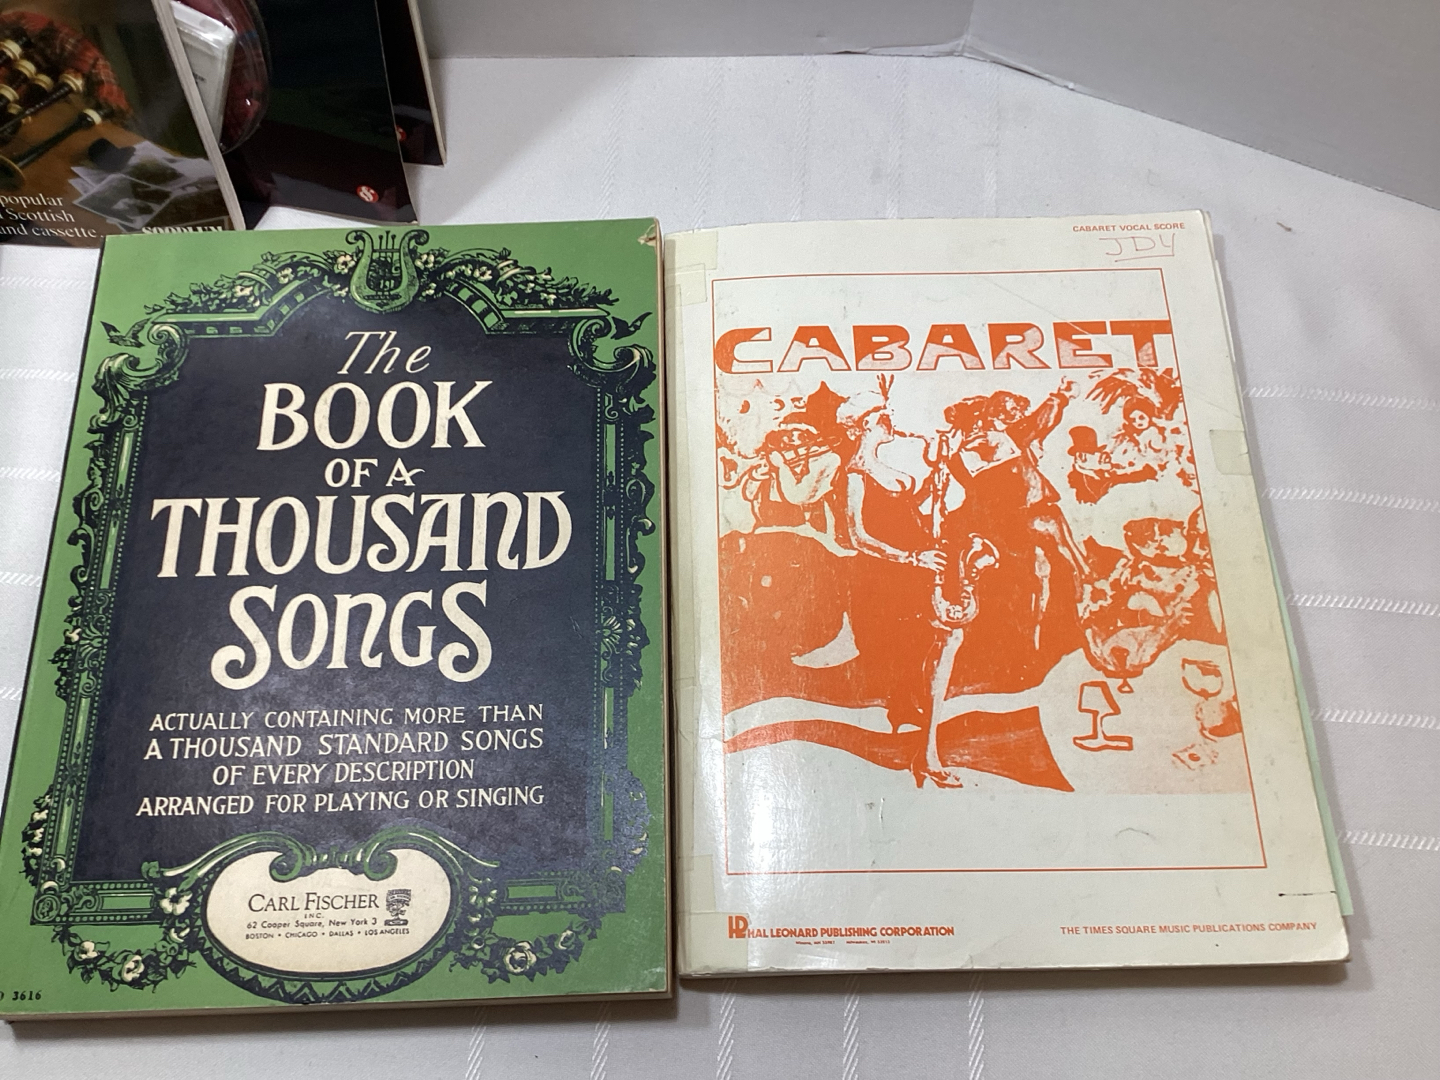 popular
Scottish
and cassette..
The
BOOK
OF A
THOUSAND
SONGS
ACTUALLY CONTAINING MORE THAN
A THOUSAND STANDARD SONGS
OF EVERY DESCRIPTION
ARRANGED FOR PLAYING OR SINGING
CARL FISCHER
INC.
62 Cooper Square, New York 3
BOSTON • CHICAGO • DALLAS • LOS ANGELES
3616
CABARET VOCAL SCORE
CABARET
HAL LEONARD PUBLISHING CORPORATION
THE TIMES SQUARE MUSIC PUBLICATIONS COMPANY